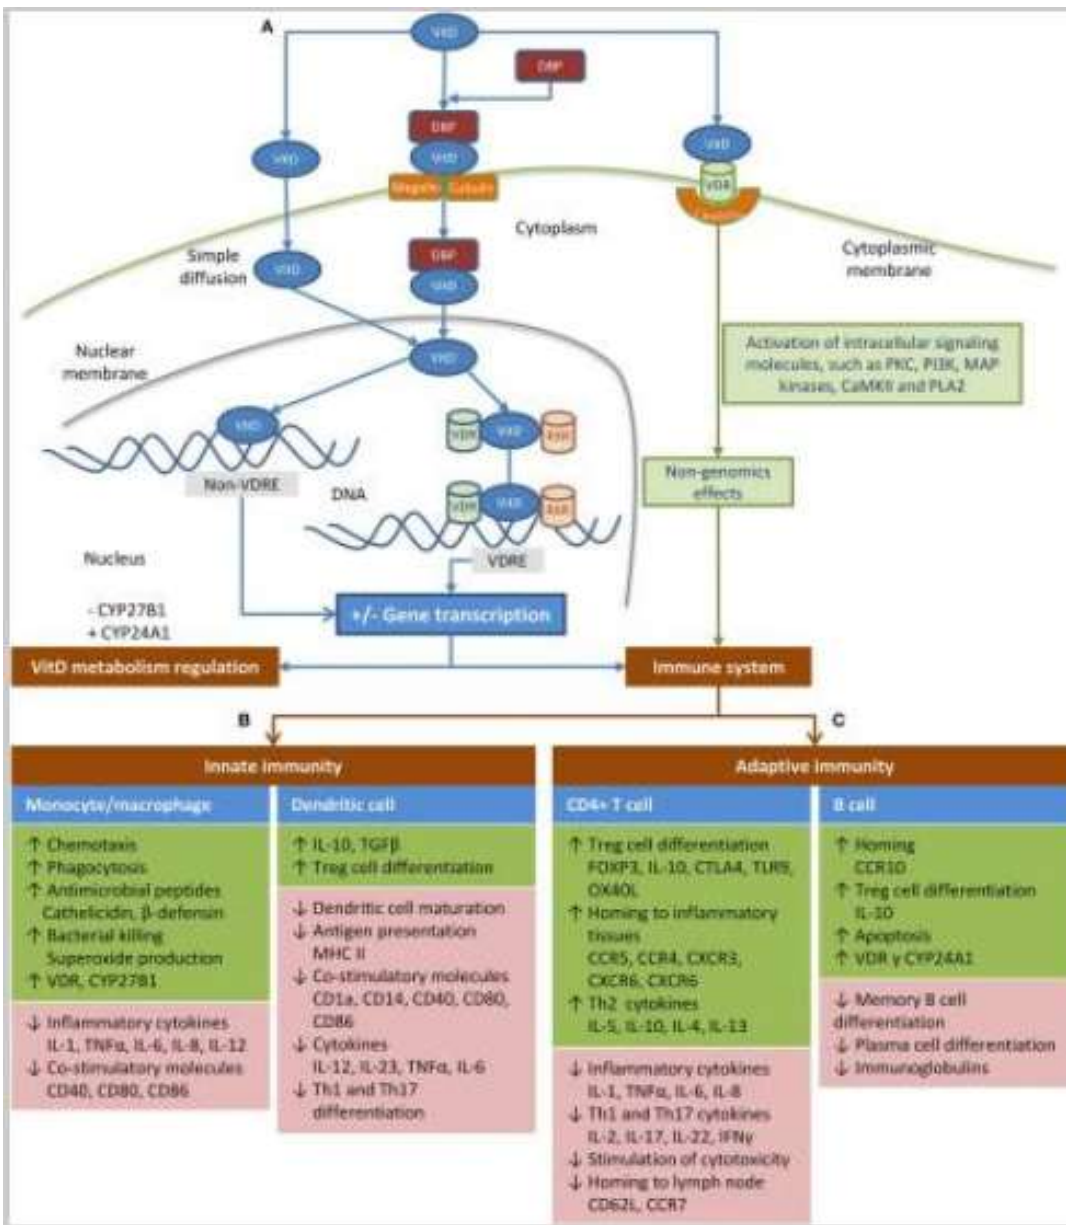 A
VitD
DBP
DBP
VitD
VitD
VitD
VDR
Megalin Cubulin
Cytoplasm
Simple
diffusion
Cytoplasmic
membrane
VitD
DBP
VitD
Nuclear
membrane
VitD
Activation of intracellular signaling
molecules, such as PKC, PI3K, MAP
kinases, CaMKII and PLA2
VitD
VDR VitD RXR
Non-VDRE
DNA
VDR VitD RXR
Non-genomics
effects
Nucleus
VDRE
- CYP27B1
+ CYP24A1
+/- Gene transcription
VitD metabolism regulation
Immune system
B
C
Innate immunity
Monocyte/macrophage
↑ Chemotaxis
↑ Phagocytosis
↑ Antimicrobial peptides
Cathelicidin, β-defensin
↑ Bacterial killing
Superoxide production
↑ VDR, CYP27B1
↓ Inflammatory cytokines
IL-1, TNFα, IL-6, IL-8, IL-12
↓ Co-stimulatory molecules
CD40, CD80, CD86
Dendritic cell
↑ IL-10, TGFβ
↑ Treg cell differentiation
↓ Dendritic cell maturation
↓ Antigen presentation
MHC II
↓ Co-stimulatory molecules
CD1a, CD14, CD40, CD80,
CD86
↓ Cytokines
IL-12, IL-23, TNFα, IL-6
↓ Th1 and Th17
differentiation
Adaptive immunity
CD4+ T cell
↑ Treg cell differentiation
FOXP3, IL-10, CTLA4, TLR9,
OX40L
↑ Homing to inflammatory
tissues
CCR5, CCR4, CXCR3,
CXCR6, CXCR6
↑ Th2 cytokines
IL-5, IL-10, IL-4, IL-13
↓ Inflammatory cytokines
IL-1, TNFα, IL-6, IL-8
↓ Th1 and Th17 cytokines
IL-2, IL-17, IL-22, IFNγ
↓ Stimulation of cytotoxicity
↓ Homing to lymph node
CD62L, CCR7
B cell
↑ Homing
CCR10
↑ Treg cell differentiation
IL-10
↑ Apoptosis
↑ VDR y CYP24A1
↓ Memory B cell
differentiation
↓ Plasma cell differentiation
↓ Immunoglobulins